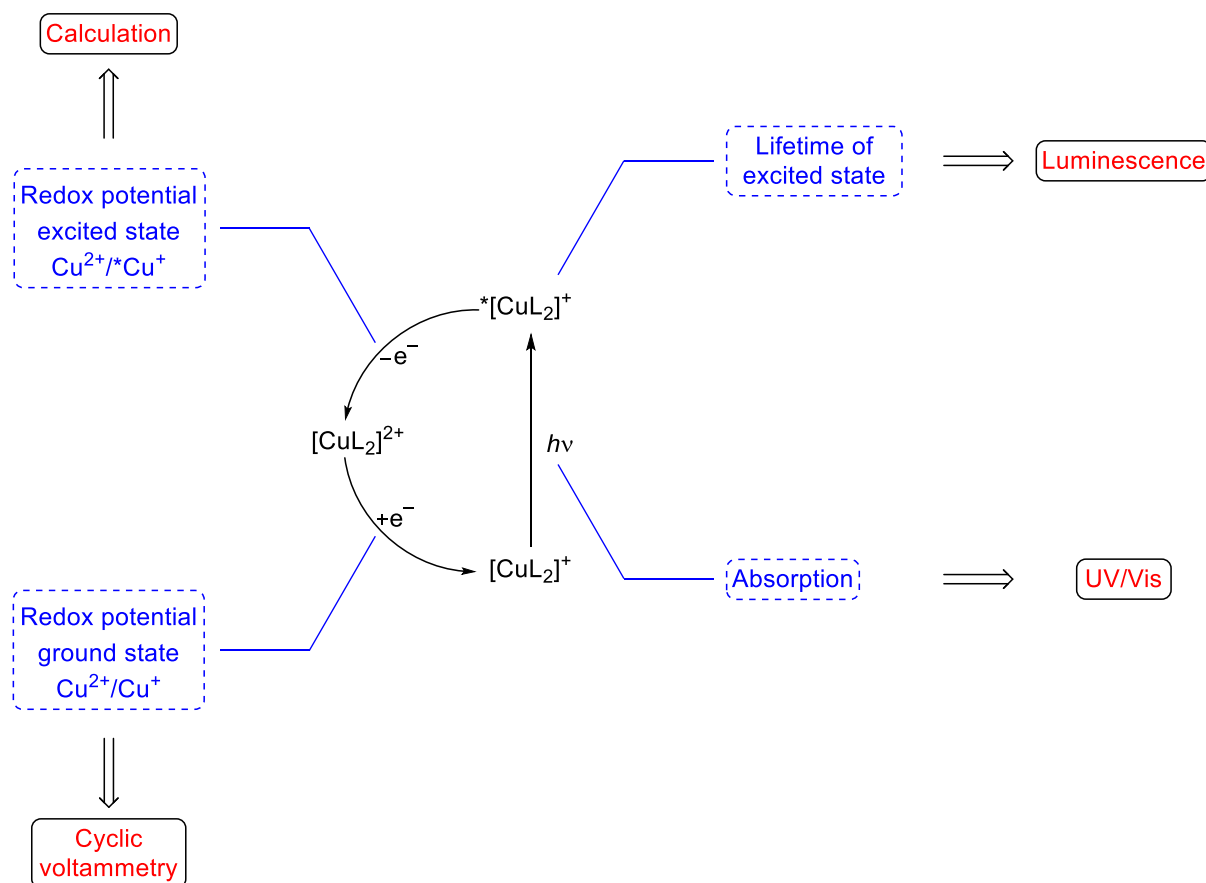 Calculation
Redox potential
excited state
Cu²⁺/*Cu⁺
Lifetime of
excited state
Luminescence
*[CuL₂]⁺
–e⁻
[CuL₂]²⁺
hν
+e⁻
[CuL₂]⁺
Absorption
UV/Vis
Redox potential
ground state
Cu²⁺/Cu⁺
Cyclic
voltammetry